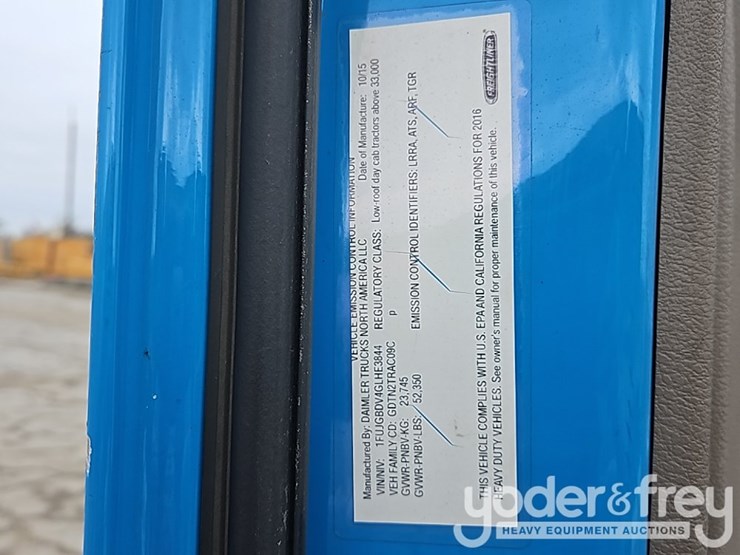 VEHICLE EMISSION CONTROL INFORMATION
Manufactured By: DAIMLER TRUCKS NORTH AMERICA LLC Date of Manufacture: 10/15
VIN/NIV: 1FUJGBDV4GLHE3844 REGULATORY CLASS: Low-roof day cab tractors above 33,000
VEH FAMILY CD: GDTN2TRAC09C p
GVWR-PNBV-KG: 23,745
GVWR-PNBV-LBS: 52,350 EMISSION CONTROL IDENTIFIERS: LRRA, ATS, ARF, TGR
THIS VEHICLE COMPLIES WITH U.S. EPA AND CALIFORNIA REGULATIONS FOR 2016
HEAVY DUTY VEHICLES. See owner's manual for proper maintenance of this vehicle.
FREIGHTLINER
yoder&frey
HEAVY EQUIPMENT AUCTIONS